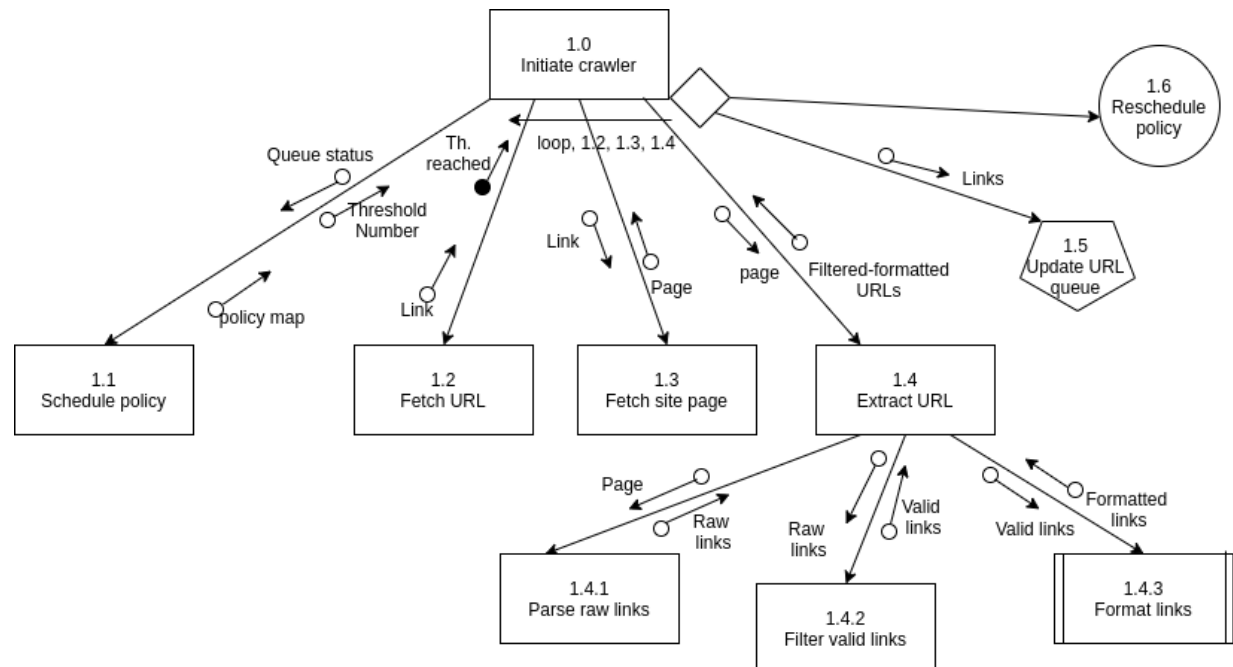 1.0
Initiate crawler
1.6
Reschedule
policy
Th.
reached
loop, 1.2, 1.3, 1.4
Queue status
Links
Threshold
Number
Link
page
Filtered-formatted
URLs
1.5
Update URL
queue
Page
Link
policy map
1.1
Schedule policy
1.2
Fetch URL
1.3
Fetch site page
1.4
Extract URL
Page
Raw
links
Raw
links
Valid
links
Valid links
Formatted
links
1.4.1
Parse raw links
1.4.2
Filter valid links
1.4.3
Format links